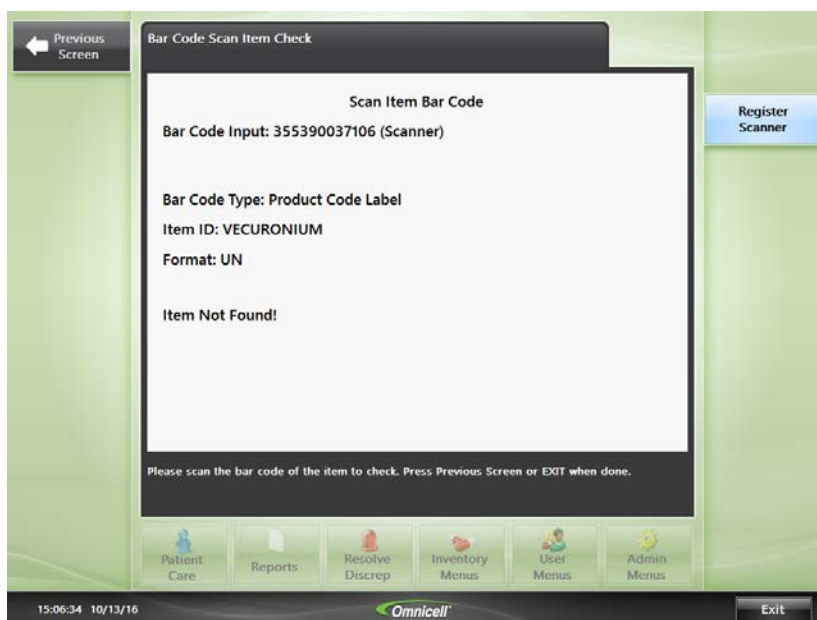 Previous
Screen
Bar Code Scan Item Check
Scan Item Bar Code
Bar Code Input: 355390037106 (Scanner)
Bar Code Type: Product Code Label
Item ID: VECURONIUM
Format: UN
Item Not Found!
Register
Scanner
Please scan the bar code of the item to check. Press Previous Screen or EXIT when done.
Patient
Care
Reports
Resolve
Discrep
Inventory
Menus
User
Menus
Admin
Menus
15:06:34 10/13/16
Omnicell
Exit